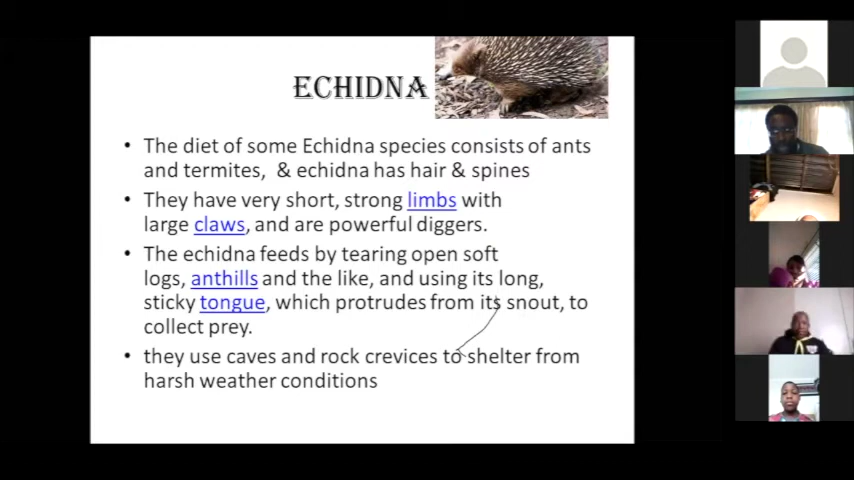 ECHIDNA
• The diet of some Echidna species consists of ants
and termites, & echidna has hair & spines
• They have very short, strong limbs with
large claws, and are powerful diggers.
• The echidna feeds by tearing open soft
logs, anthills and the like, and using its long,
sticky tongue, which protrudes from its snout, to
collect prey.
• they use caves and rock crevices to shelter from
harsh weather conditions